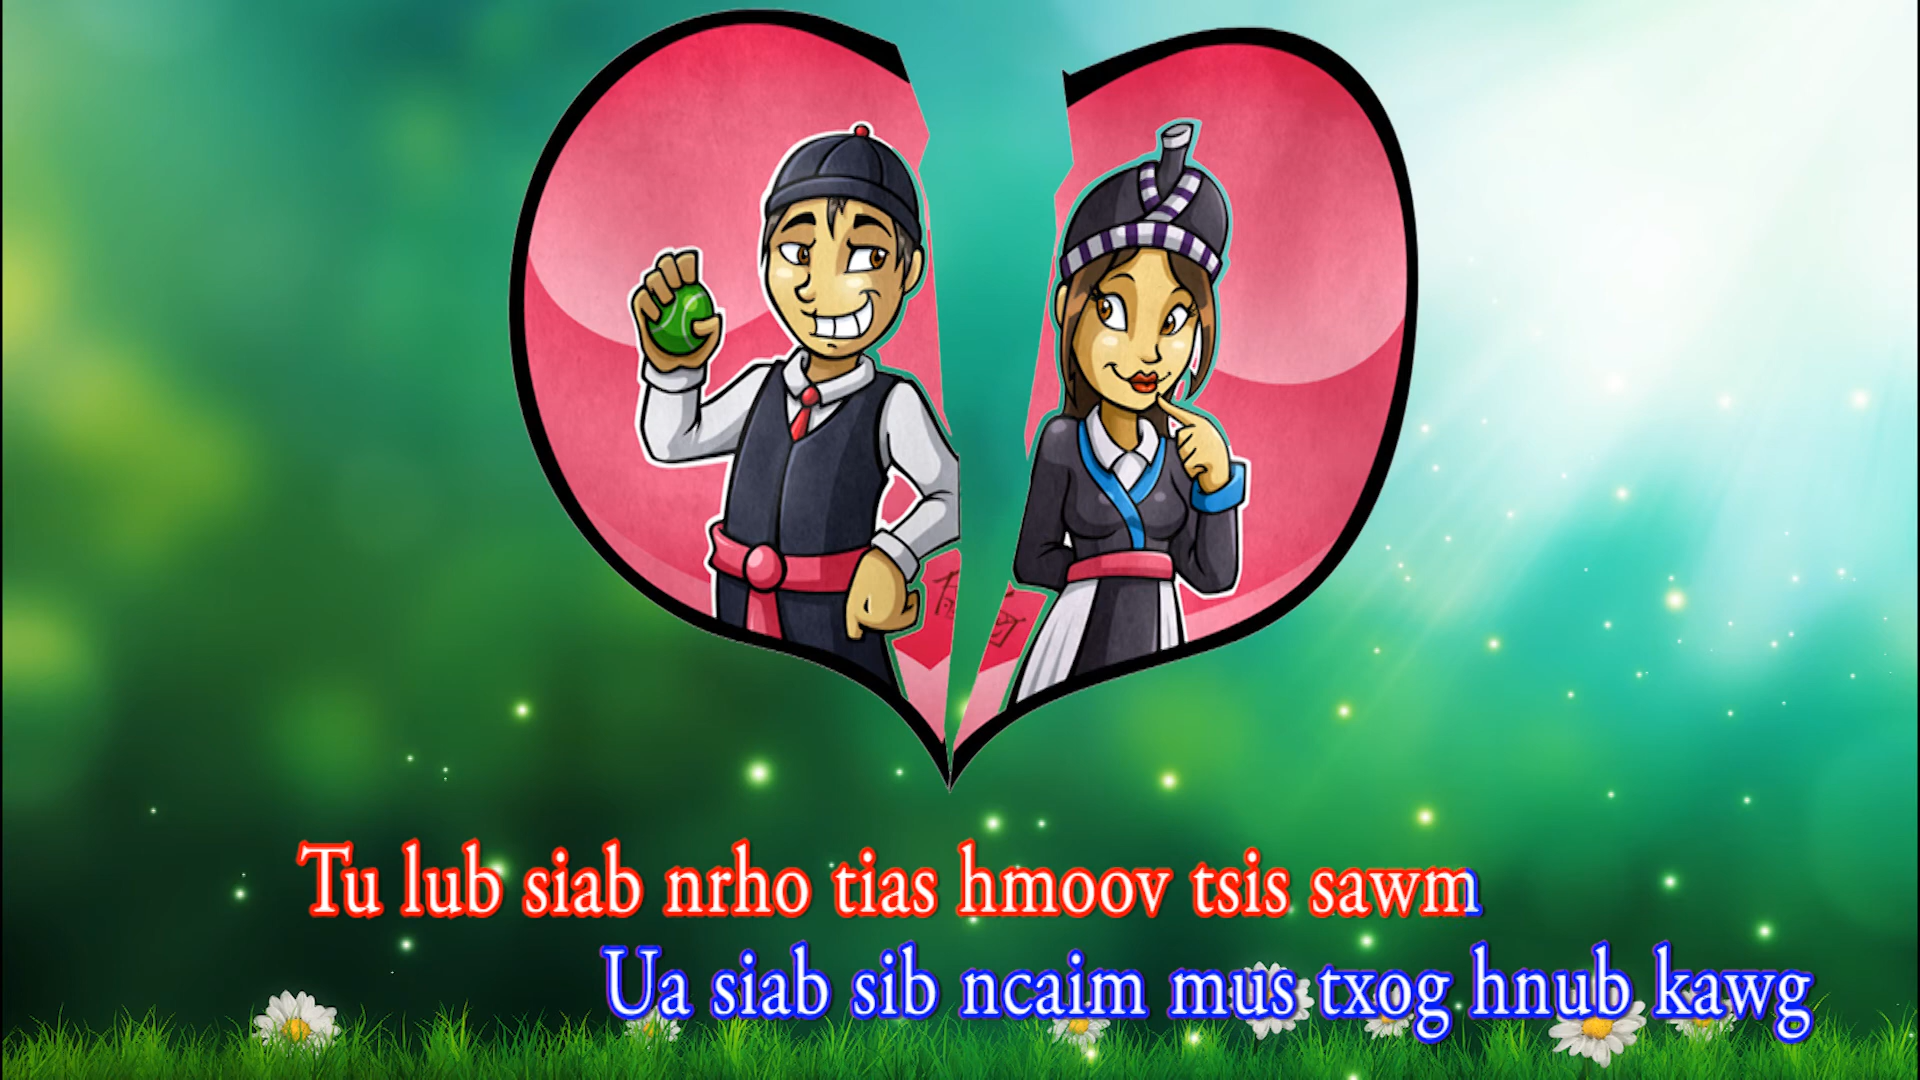 Tu lub siab nrho tias hmoov tsis sawm
Ua siab sib ncaim mus txog hnub kawg